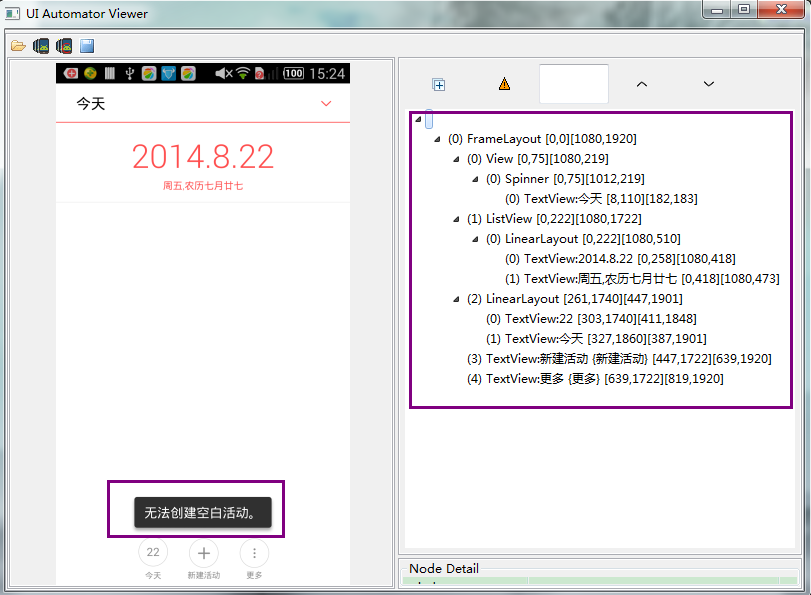 UI Automator Viewer
100 15:24
今天
2014.8.22
周五,农历七月廿七
无法创建空白活动。
22
今天
新建活动
更多
(0) FrameLayout [0,0][1080,1920]
(0) View [0,75][1080,219]
(0) Spinner [0,75][1012,219]
(0) TextView:今天 [8,110][182,183]
(1) ListView [0,222][1080,1722]
(0) LinearLayout [0,222][1080,510]
(0) TextView:2014.8.22 [0,258][1080,418]
(1) TextView:周五,农历七月廿七 [0,418][1080,473]
(2) LinearLayout [261,1740][447,1901]
(0) TextView:22 [303,1740][411,1848]
(1) TextView:今天 [327,1860][387,1901]
(3) TextView:新建活动 {新建活动} [447,1722][639,1920]
(4) TextView:更多 {更多} [639,1722][819,1920]
Node Detail